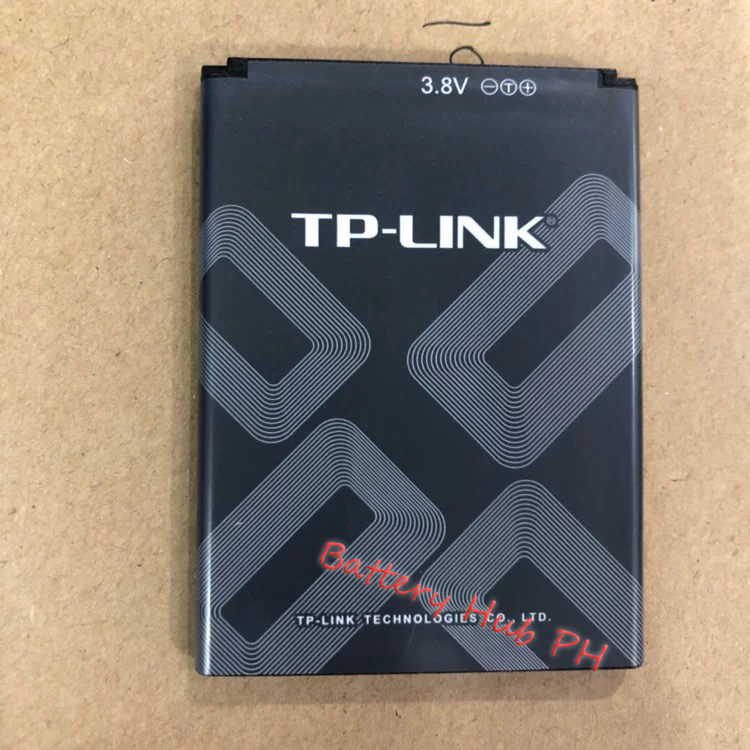 3.8V ⊖Ⓣ⊕
TP-LINK®
Battery Hub PH
TP-LINK TECHNOLOGIES CO., LTD.